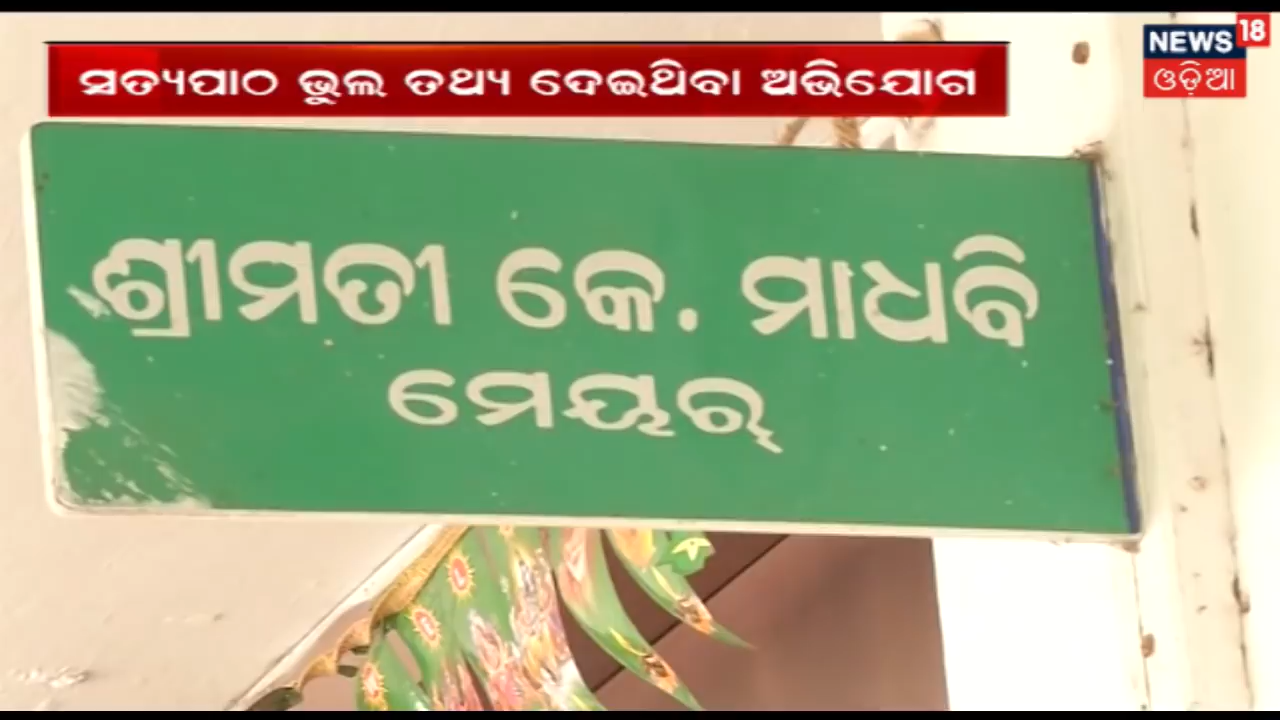 ସତ୍ୟପାଠ ଭୁଲ ତଥ୍ୟ ଦେଇଥିବା ଅଭିଯୋଗ
NEWS 18
ଓଡ଼ିଆ
ଶ୍ରୀମତୀ କେ. ମାଧବି
ମେୟର୍